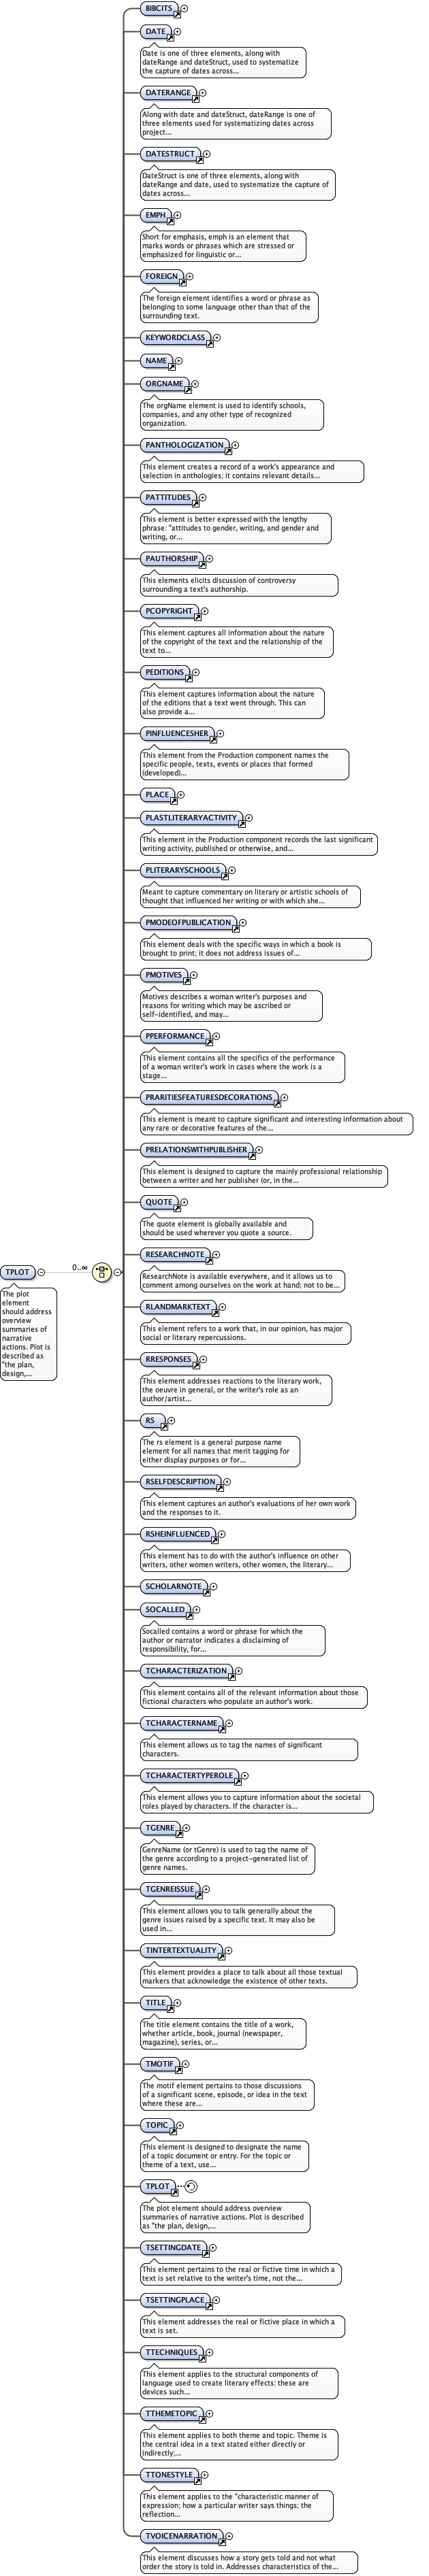 BIBCITS
DATE
Date is one of three elements, along with
dateRange and dateStruct, used to systematize
the capture of dates across...
DATERANGE
Along with date and dateStruct, dateRange is one of
three elements used for systematizing dates across
project...
DATESTRUCT
DateStruct is one of three elements, along with
dateRange and date, used to systematize the capture of
dates across...
EMPH
Short for emphasis, emph is an element that
marks words or phrases which are stressed or
emphasized for linguistic or...
FOREIGN
The foreign element identifies a word or phrase as
belonging to some language other than that of the
surrounding text.
KEYWORDCLASS
NAME
ORGNAME
The orgName element is used to identify schools,
companies, and any other type of recognized
organization.
PANTHOLOGIZATION
This element creates a record of a work's appearance and
selection in anthologies; it contains relevant details...
PATTITUDES
This element is better expressed with the lengthy
phrase: "attitudes to gender, writing, and gender and
writing, or...
PAUTHORSHIP
This elements elicits discussion of controversy
surrounding a text's authorship.
PCOPYRIGHT
This element captures all information about the nature
of the copyright of the text and the relationship of the
text to...
PEDITIONS
This element captures information about the nature
of the editions that a text went through. This can
also provide a...
PINFLUENCESHER
This element from the Production component names the
specific people, texts, events or places that formed
(developed)...
PLACE
PLASTLITERARYACTIVITY
This element in the Production component records the last significant
writing activity, published or otherwise, and...
PLITERARYSCHOOLS
Meant to capture commentary on literary or artistic schools of
thought that influenced her writing or with which she...
PMODEOFPUBLICATION
This element deals with the specific ways in which a book is
brought to print; it does not address issues of...
PMOTIVES
Motives describes a woman writer's purposes and
reasons for writing which may be ascribed or
self-identified, and may...
PPERFORMANCE
This element contains all the specifics of the performance
of a woman writer's work in cases where the work is a
stage...
PRARITIESFEATURESDECORATIONS
This element is meant to capture significant and interesting information about
any rare or decorative features of the...
PRELATIONSWITHPUBLISHER
This element is designed to capture the mainly professional relationship
between a writer and her publisher (or, in the...
QUOTE
The quote element is globally available and
should be used wherever you quote a source.
RESEARCHNOTE
ResearchNote is available everywhere, and it allows us to
comment among ourselves on the work at hand; not to be...
TPLOT
0..∞
The plot
element
should address
overview
summaries of
narrative
actions. Plot is
described as
"the plan,
design,...
RLANDMARKTEXT
This element refers to a work that, in our opinion, has major
social or literary repercussions.
RRESPONSES
This element addresses reactions to the literary work,
the oeuvre in general, or the writer's role as an
author/artist...
RS
The rs element is a general purpose name
element for all names that merit tagging for
either display purposes or for...
RSELFDESCRIPTION
This element captures an author's evaluations of her own work
and the responses to it.
RSHEINFLUENCED
This element has to do with the author's influence on other
writers, other women writers, other women, the literary...
SCHOLARNOTE
SOCALLED
Socalled contains a word or phrase for which the
author or narrator indicates a disclaiming of
responsibility, for...
TCHARACTERIZATION
This element contains all of the relevant information about those
fictional characters who populate an author's work.
TCHARACTERNAME
This element allows us to tag the names of significant
characters.
TCHARACTERTYPEROLE
This element allows you to capture information about the societal
roles played by characters. If the character is...
TGENRE
GenreName (or tGenre) is used to tag the name of
the genre according to a project-generated list of
genre names.
TGENREISSUE
This element allows you to talk generally about the
genre issues raised by a specific text. It may also be
used in...
TINTERTEXTUALITY
This element provides a place to talk about all those textual
markers that acknowledge the existence of other texts.
TITLE
The title element contains the title of a work,
whether article, book, journal (newspaper,
magazine), series, or...
TMOTIF
The motif element pertains to those discussions
of a significant scene, episode, or idea in the text
where these are...
TOPIC
This element is designed to designate the name
of a topic document or entry. For the topic or
theme of a text, use...
TPLOT
The plot element should address overview
summaries of narrative actions. Plot is described
as "the plan, design,...
TSETTINGDATE
This element pertains to the real or fictive time in which a
text is set relative to the writer's time, not the...
TSETTINGPLACE
This element addresses the real or fictive place in which a
text is set.
TTECHNIQUES
This element applies to the structural components of
language used to create literary effects: these are
devices such...
TTHEMETOPIC
This element applies to both theme and topic. Theme is
the central idea in a text stated either directly or
indirectly;...
TTONESTYLE
This element applies to the "characteristic manner of
expression; how a particular writer says things; the
reflection...
TVOICENARRATION
This element discusses how a story gets told and not what
order the story is told in. Addresses characteristics of the...